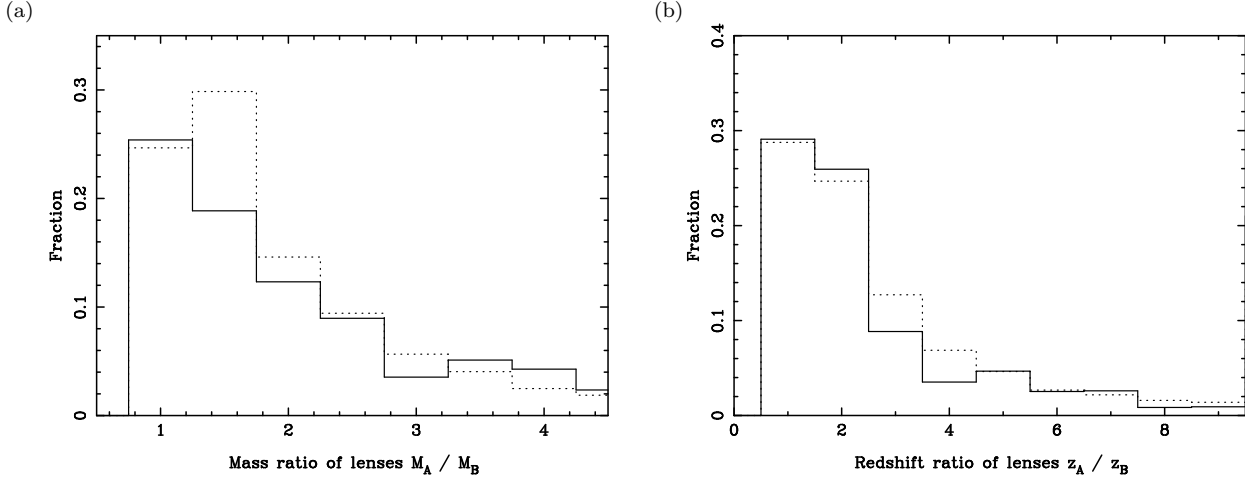 (a)
0.3
0.2
0.1
0
Fraction
1 2 3 4
Mass ratio of lenses M_A / M_B
(b)
0.4
0.3
0.2
0.1
0
Fraction
0 2 4 6 8
Redshift ratio of lenses z_A / z_B